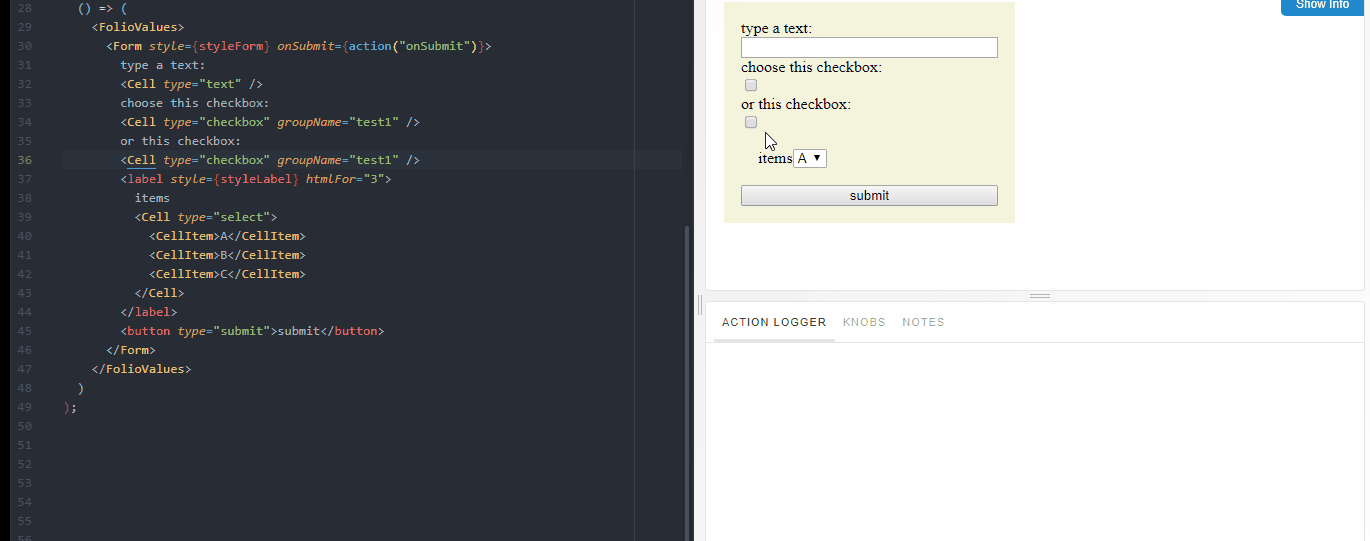 28 () => (
29 <FolioValues>
30 <Form style={styleForm} onSubmit={action("onSubmit")}>
31 type a text:
32 <Cell type="text" />
33 choose this checkbox:
34 <Cell type="checkbox" groupName="test1" />
35 or this checkbox:
36 <Cell type="checkbox" groupName="test1" />
37 <label style={styleLabel} htmlFor="3">
38 items
39 <Cell type="select">
40 <CellItem>A</CellItem>
41 <CellItem>B</CellItem>
42 <CellItem>C</CellItem>
43 </Cell>
44 </label>
45 <button type="submit">submit</button>
46 </Form>
47 </FolioValues>
48 )
49 );
50
51
52
53
54
55
56
Show Info
type a text:
choose this checkbox:
or this checkbox:
items A
submit
ACTION LOGGER KNOBS NOTES